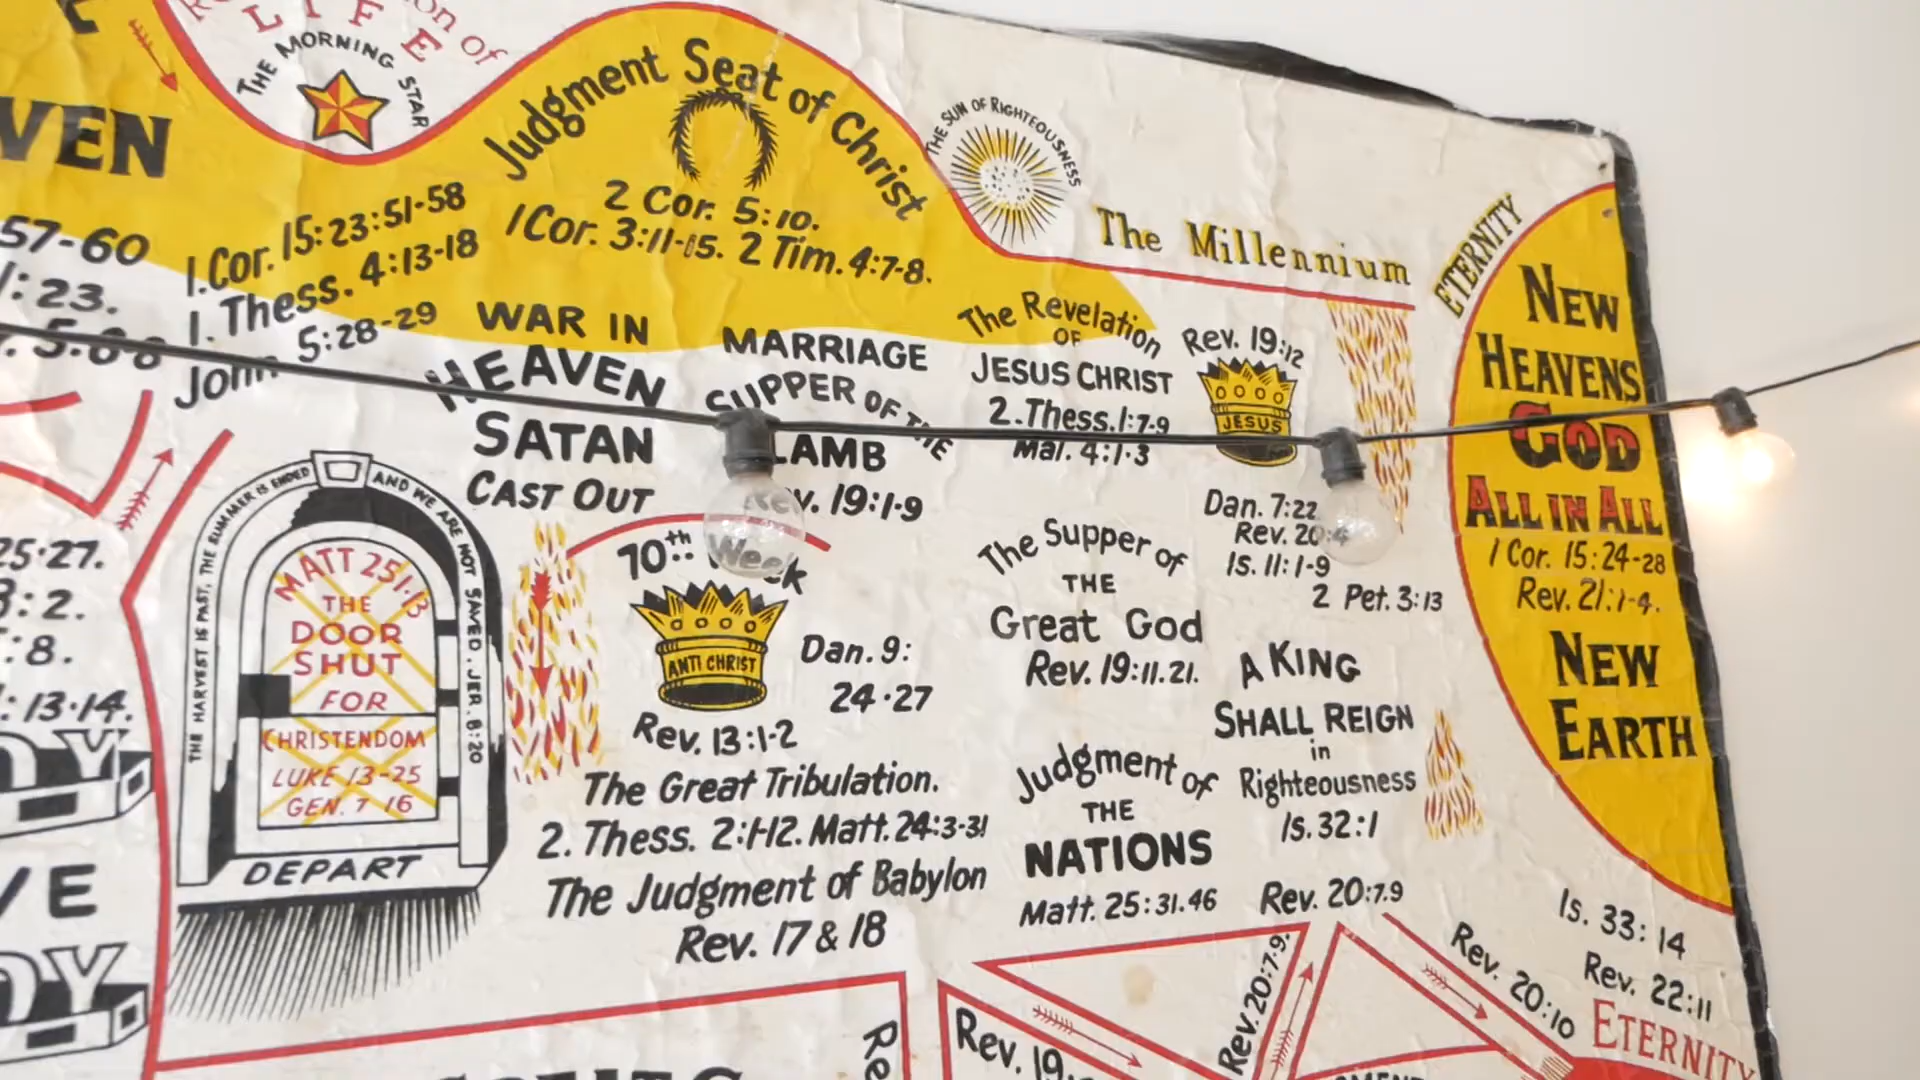 THE MORNING STAR
VEN
Judgment Seat of Christ
2 Cor. 5:10.
1 Cor. 3:11-15. 2 Tim. 4:7-8.
THE SUN OF RIGHTEOUSNESS
The Millennium
57-60
:23.
1. Cor. 15:23:51-58
1. Thess. 4:13-18
John 5:28-29
WAR IN
HEAVEN
SATAN
CAST OUT
MARRIAGE
SUPPER OF THE
LAMB
Rev. 19:1-9
The Revelation
OF
JESUS CHRIST
2. Thess. 1:7-9
Mal. 4:1-3
Rev. 19:12
JESUS
Dan. 7:22
Rev. 20:4
Is. 11:1-9
2 Pet. 3:13
ETERNITY
NEW
HEAVENS
GOD
ALL IN ALL
1 Cor. 15:24-28
Rev. 21:1-4.
NEW
EARTH
25·27.
:2.
:8.
:13·14.
THE HARVEST IS PAST, THE SUMMER IS ENDED AND WE ARE NOT SAVED. JER. 8:20
MATT 25 1-13
THE
DOOR
SHUT
FOR
CHRISTENDOM
LUKE 13-25
GEN. 7 16
DEPART
70th Week
ANTI CHRIST
Dan. 9:
24·27
Rev. 13:1-2
The Great Tribulation.
2. Thess. 2:1-12. Matt. 24:3-31
The Judgment of Babylon
Rev. 17 & 18
The Supper of
THE
Great God
Rev. 19:11.21.
A KING
SHALL REIGN
in
Righteousness
Is. 32:1
Judgment of
THE
NATIONS
Matt. 25:31.46
Rev. 20:7.9
Is. 33:14
Rev. 22:11
ETERNITY
Rev. 20:10
Rev. 20:7.9.
Rev. 19